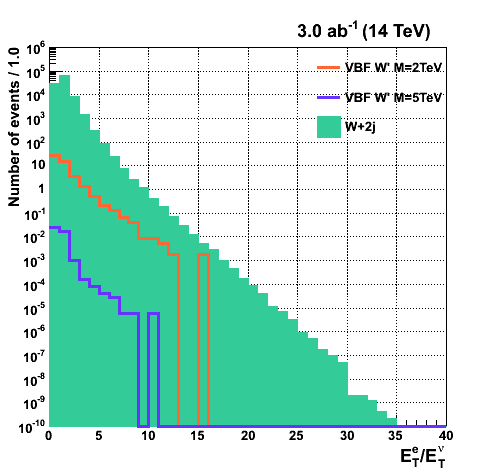 3.0 ab⁻¹ (14 TeV)
Number of events / 1.0
10⁶
10⁵
10⁴
10³
10²
10
1
10⁻¹
10⁻²
10⁻³
10⁻⁴
10⁻⁵
10⁻⁶
10⁻⁷
10⁻⁸
10⁻⁹
10⁻¹⁰
VBF W' M=2TeV
VBF W' M=5TeV
W+2j
0 5 10 15 20 25 30 35 40
E_T^e/E_T^ν